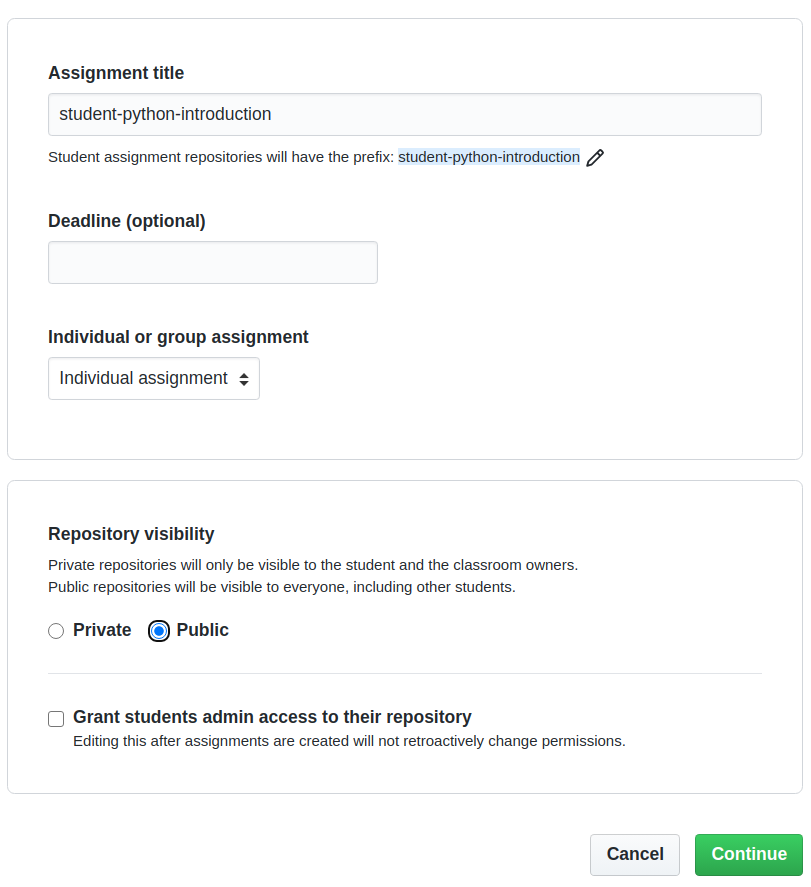 Assignment title
student-python-introduction
Student assignment repositories will have the prefix: student-python-introduction
Deadline (optional)
Individual or group assignment
Individual assignment
Repository visibility
Private repositories will only be visible to the student and the classroom owners.
Public repositories will be visible to everyone, including other students.
Private Public
Grant students admin access to their repository
Editing this after assignments are created will not retroactively change permissions.
Cancel Continue